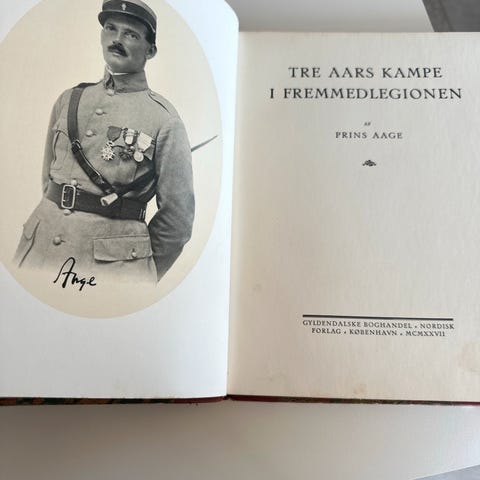 Aage
TRE AARS KAMPE
I FREMMEDLEGIONEN
AF
PRINS AAGE
GYLDENDALSKE BOGHANDEL • NORDISK
FORLAG • KØBENHAVN • MCMXXVII